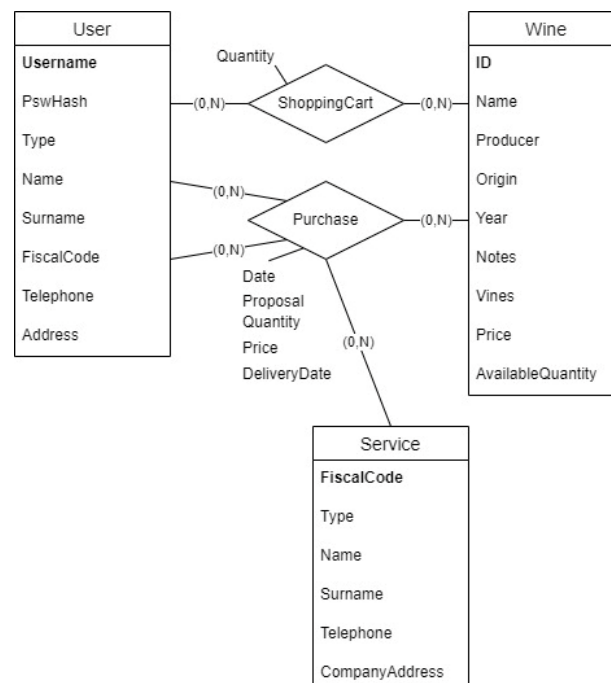 User
Username
PswHash
Type
Name
Surname
FiscalCode
Telephone
Address
Quantity
(0,N)
ShoppingCart
(0,N)
(0,N)
(0,N)
Purchase
(0,N)
Date
Proposal
Quantity
Price
DeliveryDate
(0,N)
Wine
ID
Name
Producer
Origin
Year
Notes
Vines
Price
AvailableQuantity
Service
FiscalCode
Type
Name
Surname
Telephone
CompanyAddress